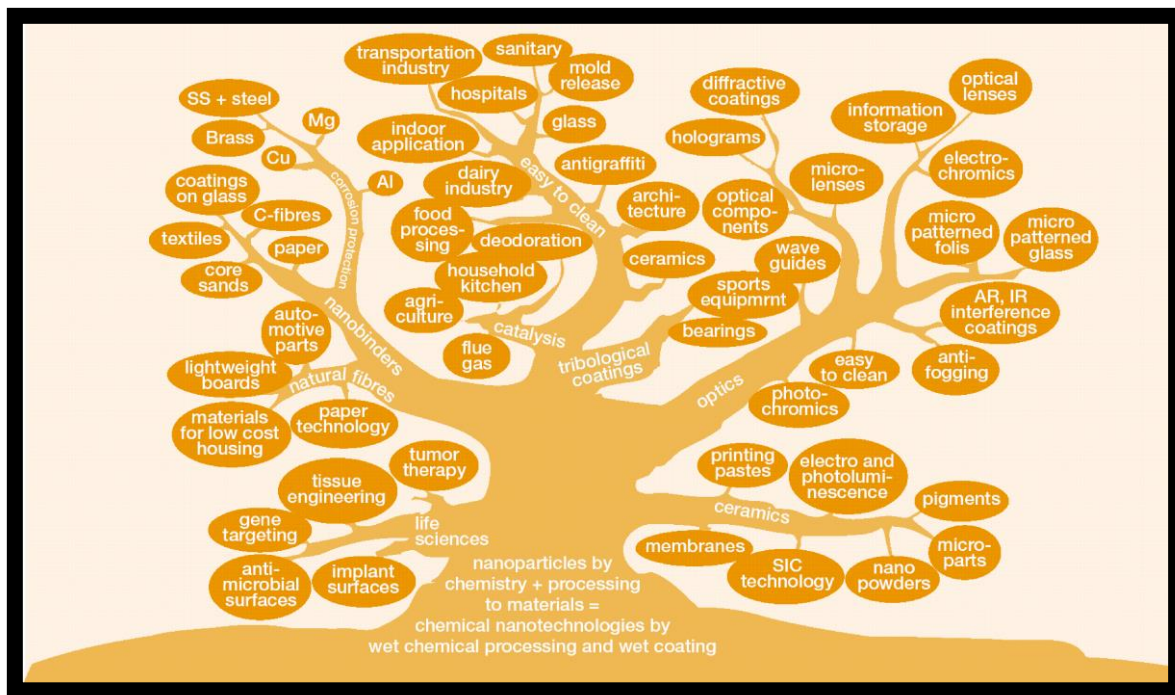 transportation
industry
sanitary
mold
release
hospitals
glass
indoor
application
antigraffiti
dairy
industry
archi-
tecture
food
proces-
sing
deodoration
household
kitchen
ceramics
agri-
culture
flue
gas
easy to clean
catalysis
SS + steel
Mg
Brass
Cu
Al
corrosion protection
coatings
on glass
C-fibres
textiles
paper
core
sands
nanobinders
auto-
motive
parts
lightweight
boards
natural fibres
materials
for low cost
housing
paper
technology
sports
equipmrnt
bearings
tribological
coatings
diffractive
coatings
holograms
micro-
lenses
optical
compo-
nents
wave
guides
optical
lenses
information
storage
electro-
chromics
micro
patterned
folis
micro
patterned
glass
AR, IR
interference
coatings
anti-
fogging
easy
to clean
photo-
chromics
optics
tumor
therapy
tissue
engineering
gene
targeting
life
sciences
anti-
microbial
surfaces
implant
surfaces
printing
pastes
electro and
photolumi-
nescence
pigments
ceramics
membranes
SIC
technology
nano
powders
micro-
parts
nanoparticles by
chemistry + processing
to materials =
chemical nanotechnologies by
wet chemical processing and wet coating